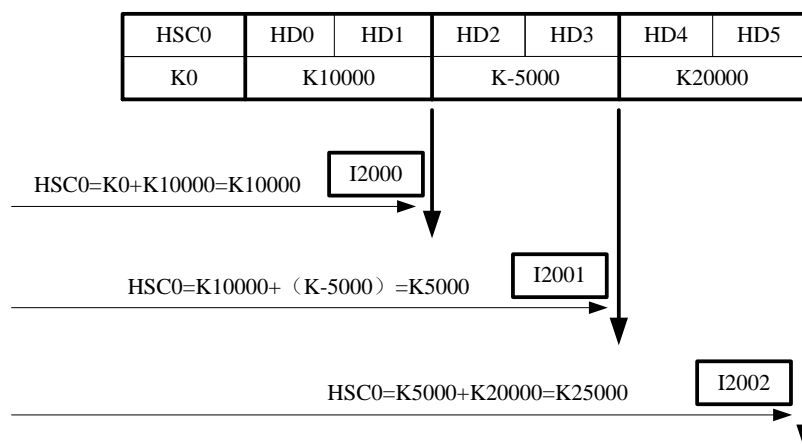 HSC0 HD0 HD1 HD2 HD3 HD4 HD5
K0 K10000 K-5000 K20000
I2000
HSC0=K0+K10000=K10000
I2001
HSC0=K10000+（K-5000）=K5000
I2002
HSC0=K5000+K20000=K25000